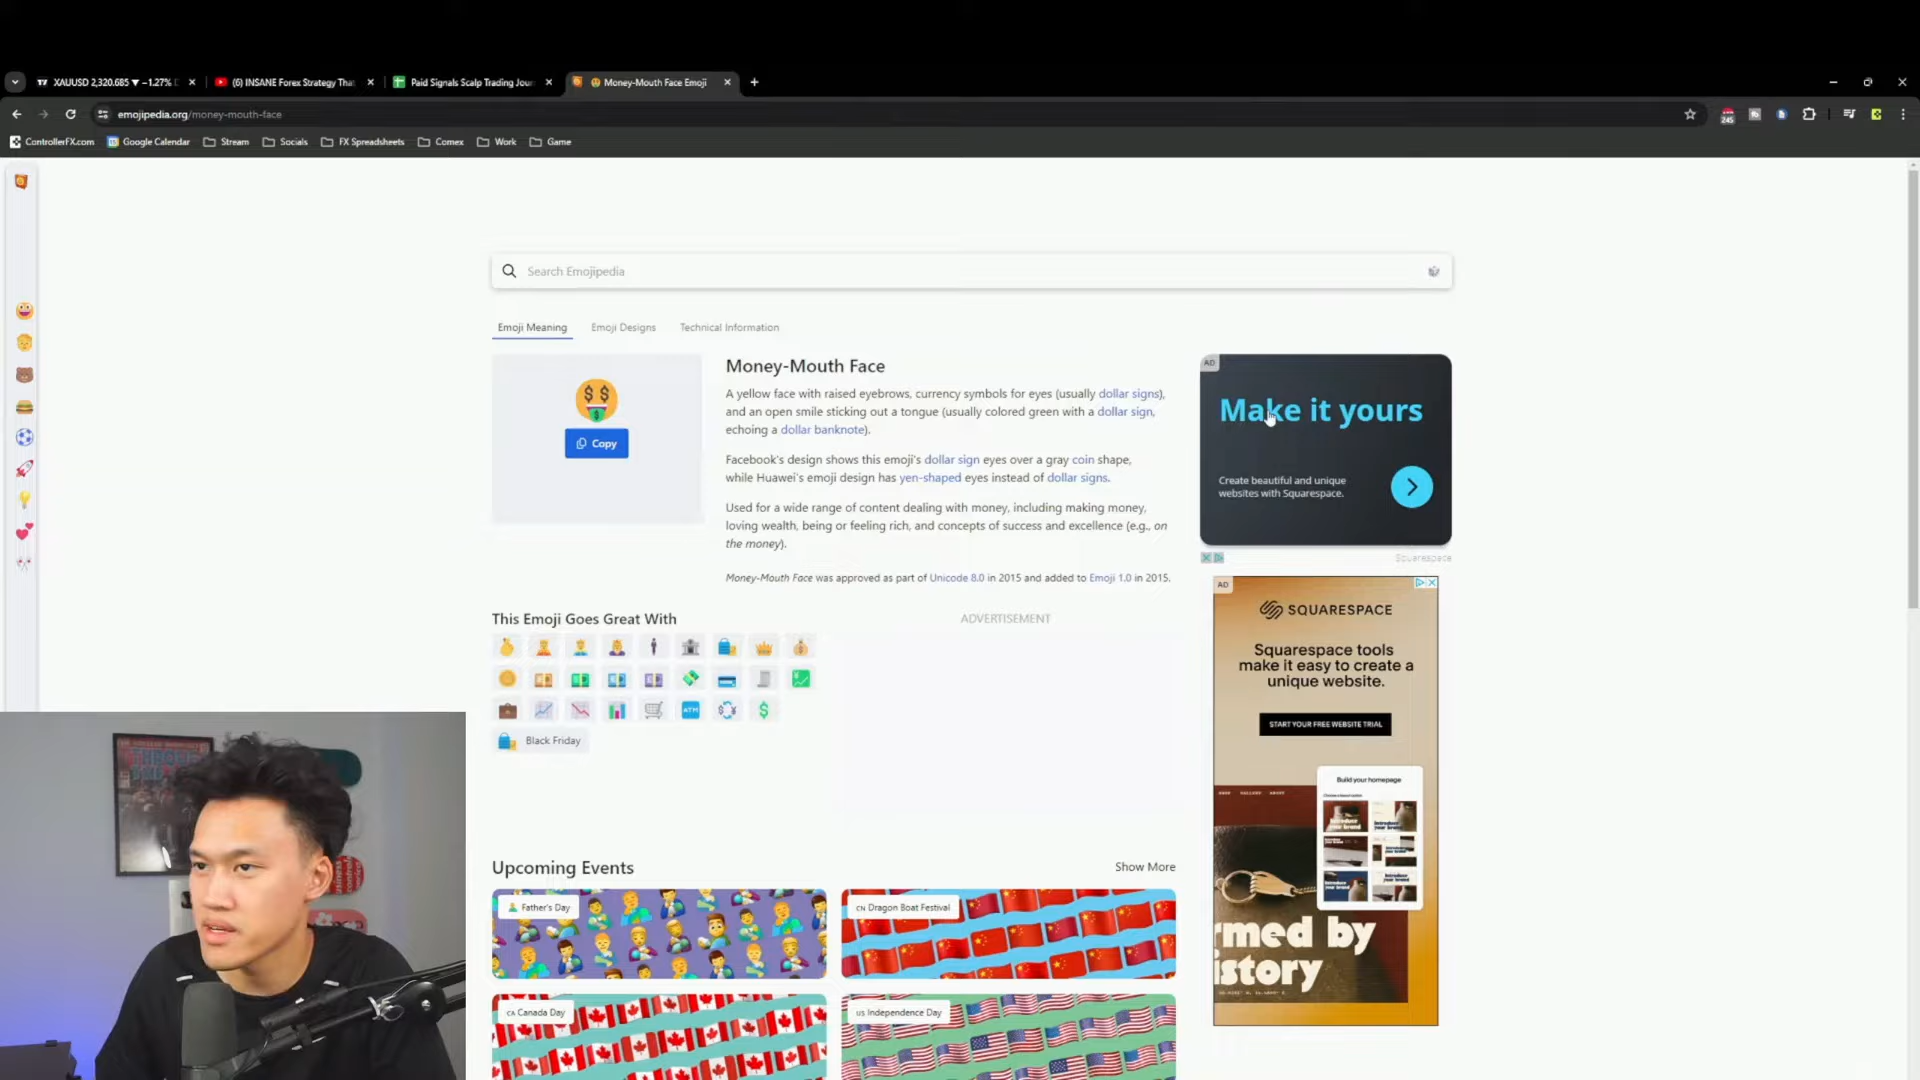 XAUUSD 2,320.685 ▼ −1.27%
(6) INSANE Forex Strategy Tha
Paid Signals Scalp Trading Jour
Money-Mouth Face Emoji
emojipedia.org/money-mouth-face
245
ControllerFX.com
Google Calendar
Stream
Socials
FX Spreadsheets
Comex
Work
Game
Search Emojipedia
Emoji Meaning
Emoji Designs
Technical Information
Copy
Money-Mouth Face
A yellow face with raised eyebrows, currency symbols for eyes (usually dollar signs),
and an open smile sticking out a tongue (usually colored green with a dollar sign,
echoing a dollar banknote).
Facebook's design shows this emoji's dollar sign eyes over a gray coin shape,
while Huawei's emoji design has yen-shaped eyes instead of dollar signs.
Used for a wide range of content dealing with money, including making money,
loving wealth, being or feeling rich, and concepts of success and excellence (e.g., on
the money).
Money-Mouth Face was approved as part of Unicode 8.0 in 2015 and added to Emoji 1.0 in 2015.
AD
Make it yours
Create beautiful and unique
websites with Squarespace.
Squarespace
This Emoji Goes Great With
ATM
Black Friday
ADVERTISEMENT
AD
SQUARESPACE
Squarespace tools
make it easy to create a
unique website.
START YOUR FREE WEBSITE TRIAL
Build your homepage
rmed by
istory
Upcoming Events
Show More
Father's Day
CN Dragon Boat Festival
CA Canada Day
US Independence Day